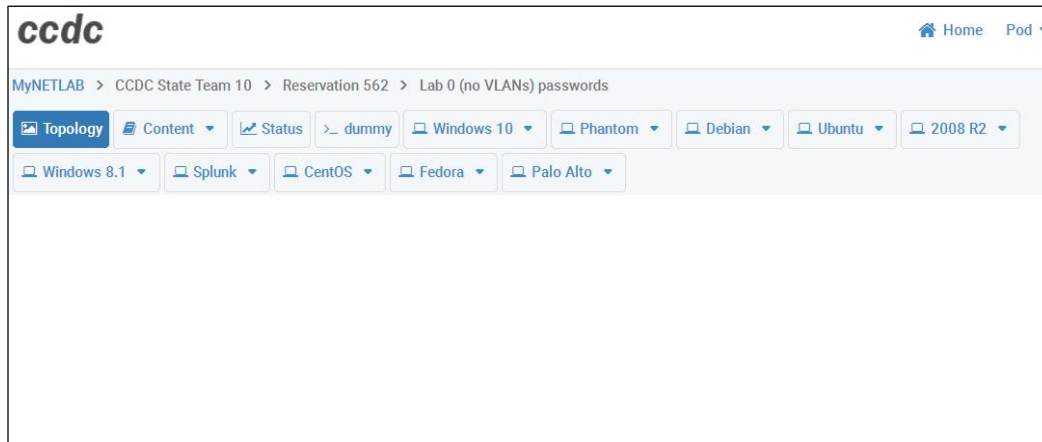 ccdc
Home Pod
MyNETLAB > CCDC State Team 10 > Reservation 562 > Lab 0 (no VLANs) passwords
Topology Content Status >_ dummy Windows 10 Phantom Debian Ubuntu 2008 R2
Windows 8.1 Splunk CentOS Fedora Palo Alto